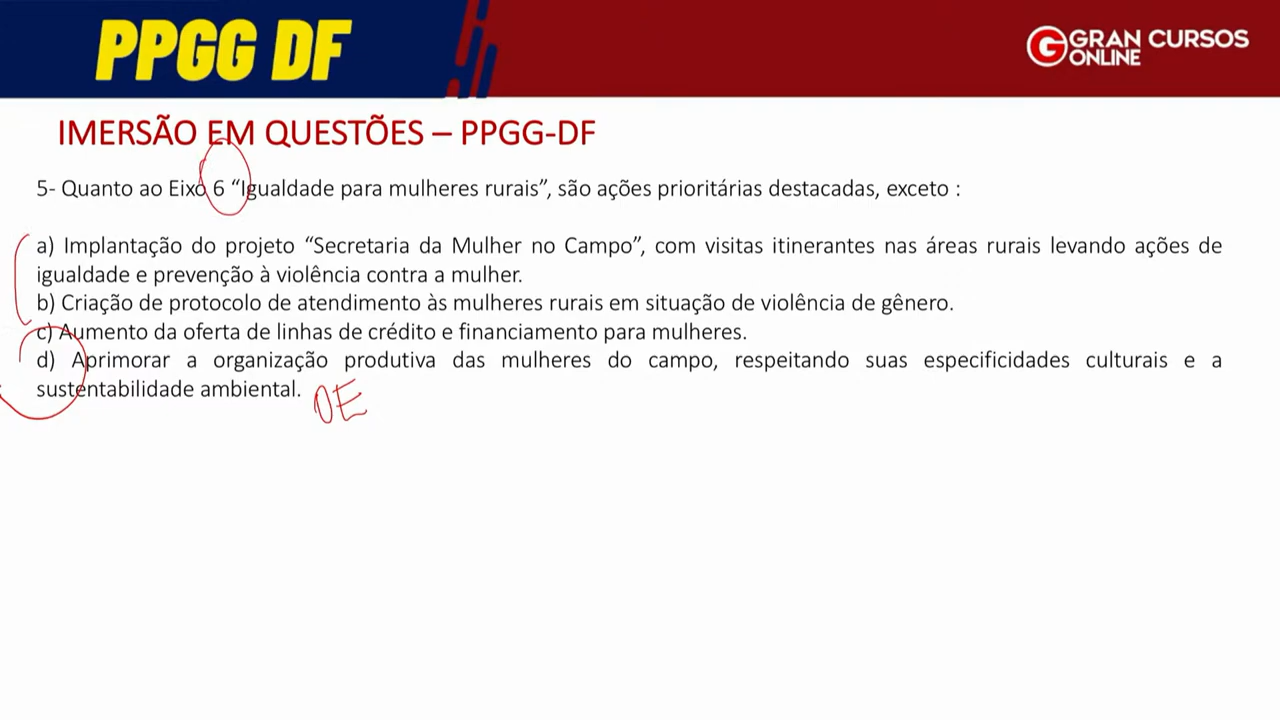 PPGG DF
GRAN CURSOS
ONLINE
IMERSÃO EM QUESTÕES – PPGG-DF
5- Quanto ao Eixo 6 “Igualdade para mulheres rurais”, são ações prioritárias destacadas, exceto :
a) Implantação do projeto “Secretaria da Mulher no Campo”, com visitas itinerantes nas áreas rurais levando ações de
igualdade e prevenção à violência contra a mulher.
b) Criação de protocolo de atendimento às mulheres rurais em situação de violência de gênero.
c) Aumento da oferta de linhas de crédito e financiamento para mulheres.
d) Aprimorar a organização produtiva das mulheres do campo, respeitando suas especificidades culturais e a
sustentabilidade ambiental.
OE